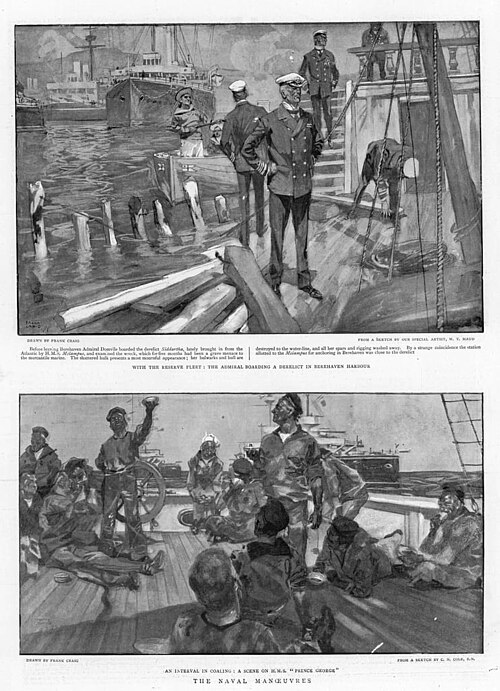 DRAWN BY FRANK CRAIG
FROM A SKETCH BY OUR SPECIAL ARTIST, W. T. MAUD
Before leaving Berehaven Admiral Domvile boarded the derelict Siddartha, lately brought in from the
Atlantic by H.M.S. Melampus, and examined the wreck, which for five months had been a grave menace to
the mercantile marine. The shattered hulk presents a most mournful appearance; her bulwarks and hull are
destroyed to the water-line, and all her spars and rigging washed away. By a strange coincidence the station
allotted to the Melampus for anchoring in Berehaven was close to the derelict
WITH THE RESERVE FLEET: THE ADMIRAL BOARDING A DERELICT IN BEREHAVEN HARBOUR
DRAWN BY FRANK CRAIG
FROM A SKETCH BY
AN INTERVAL IN COALING: A SCENE ON H.M.S. "PRINCE GEORGE"
THE NAVAL MANŒUVRES